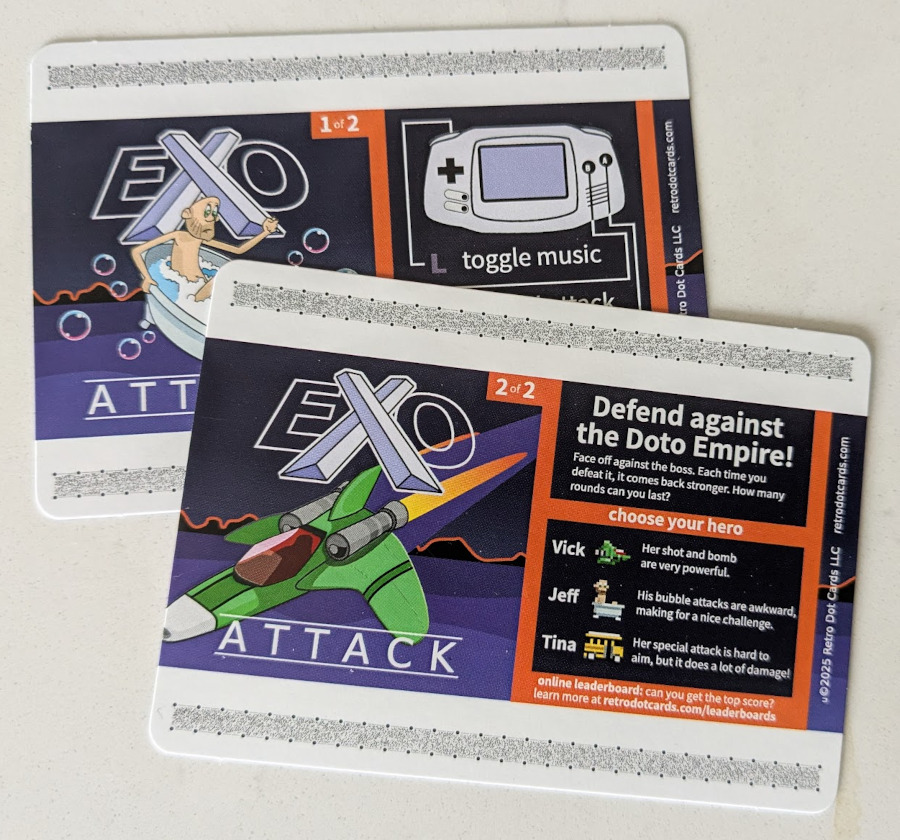 EXO
1 of 2
L toggle music
attack
ATT
retrodotcards.com
ro Dot Cards LLC
EXO
ATTACK
2 of 2
Defend against
the Doto Empire!
Face off against the boss. Each time you
defeat it, it comes back stronger. How many
rounds can you last?
choose your hero
Vick Her shot and bomb
are very powerful.
Jeff His bubble attacks are awkward,
making for a nice challenge.
Tina Her special attack is hard to
aim, but it does a lot of damage!
online leaderboard: can you get the top score?
learn more at retrodotcards.com/leaderboards
©2025 Retro Dot Cards LLC retrodotcards.com